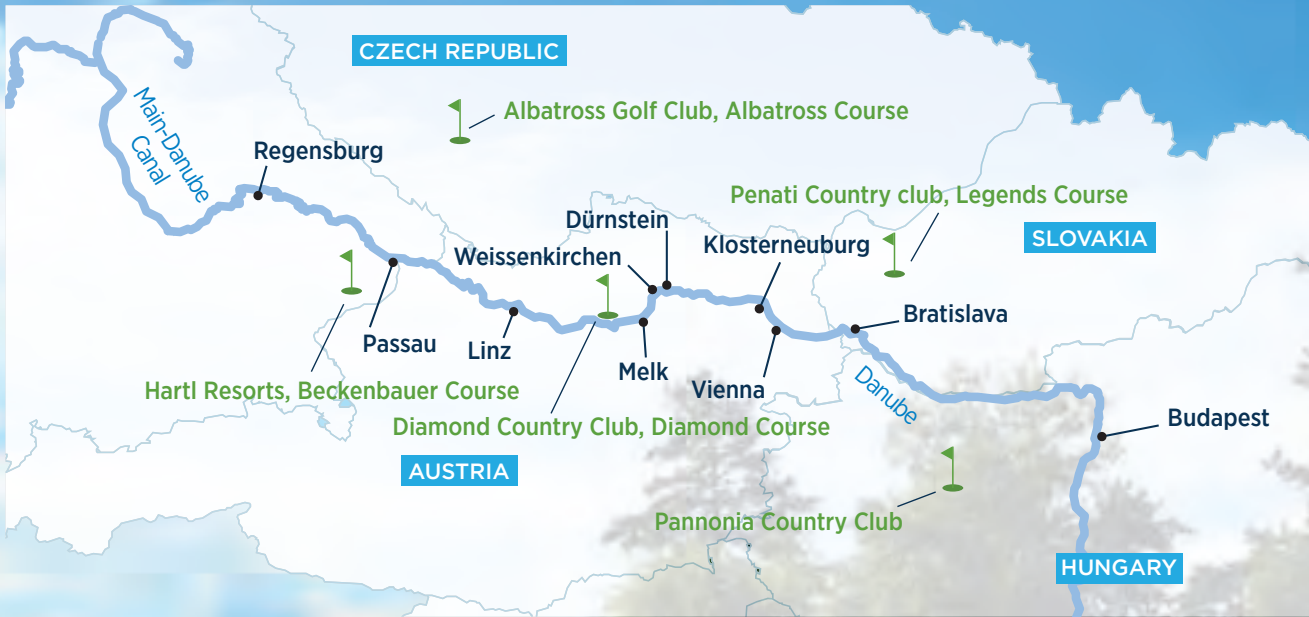 CZECH REPUBLIC
Albatross Golf Club, Albatross Course
Main-Danube
Canal
Regensburg
Penati Country club, Legends Course
Dürnstein
SLOVAKIA
Klosterneuburg
Weissenkirchen
Bratislava
Passau
Linz
Melk
Vienna
Danube
Hartl Resorts, Beckenbauer Course
Budapest
Diamond Country Club, Diamond Course
AUSTRIA
Pannonia Country Club
HUNGARY